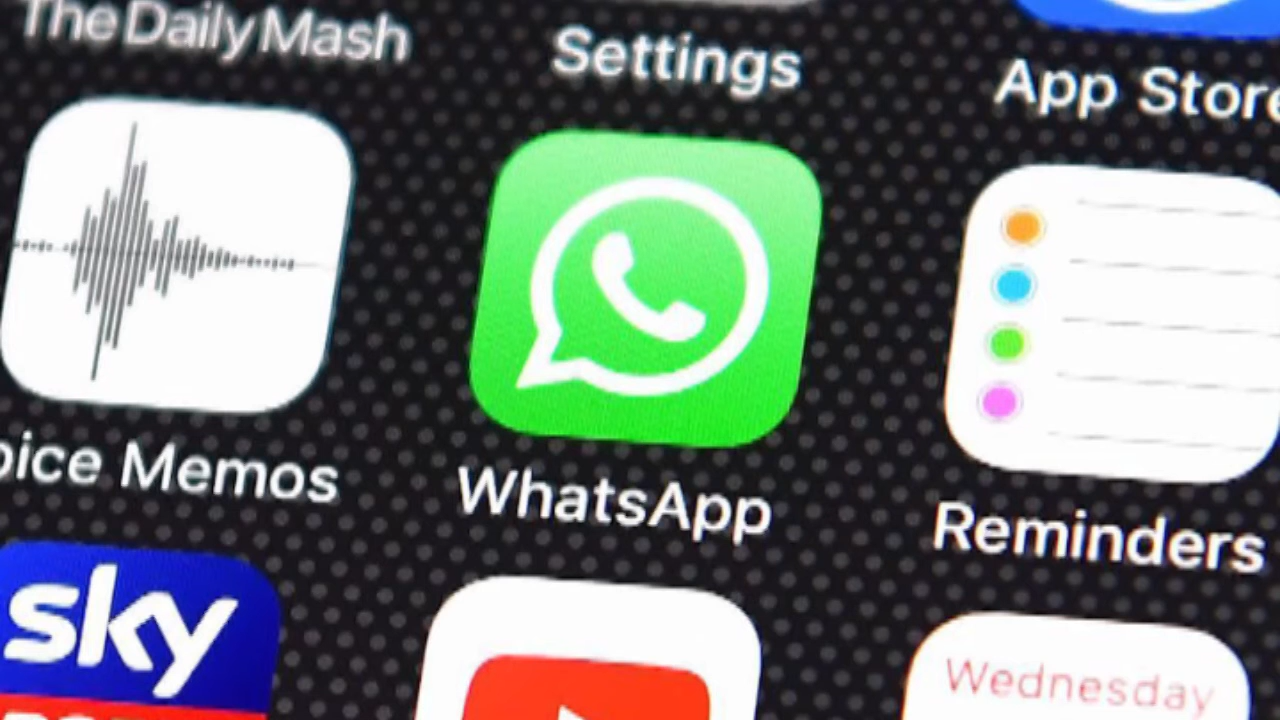 The Daily Mash
Settings
App Store
oice Memos
WhatsApp
Reminders
sky
Wednesday